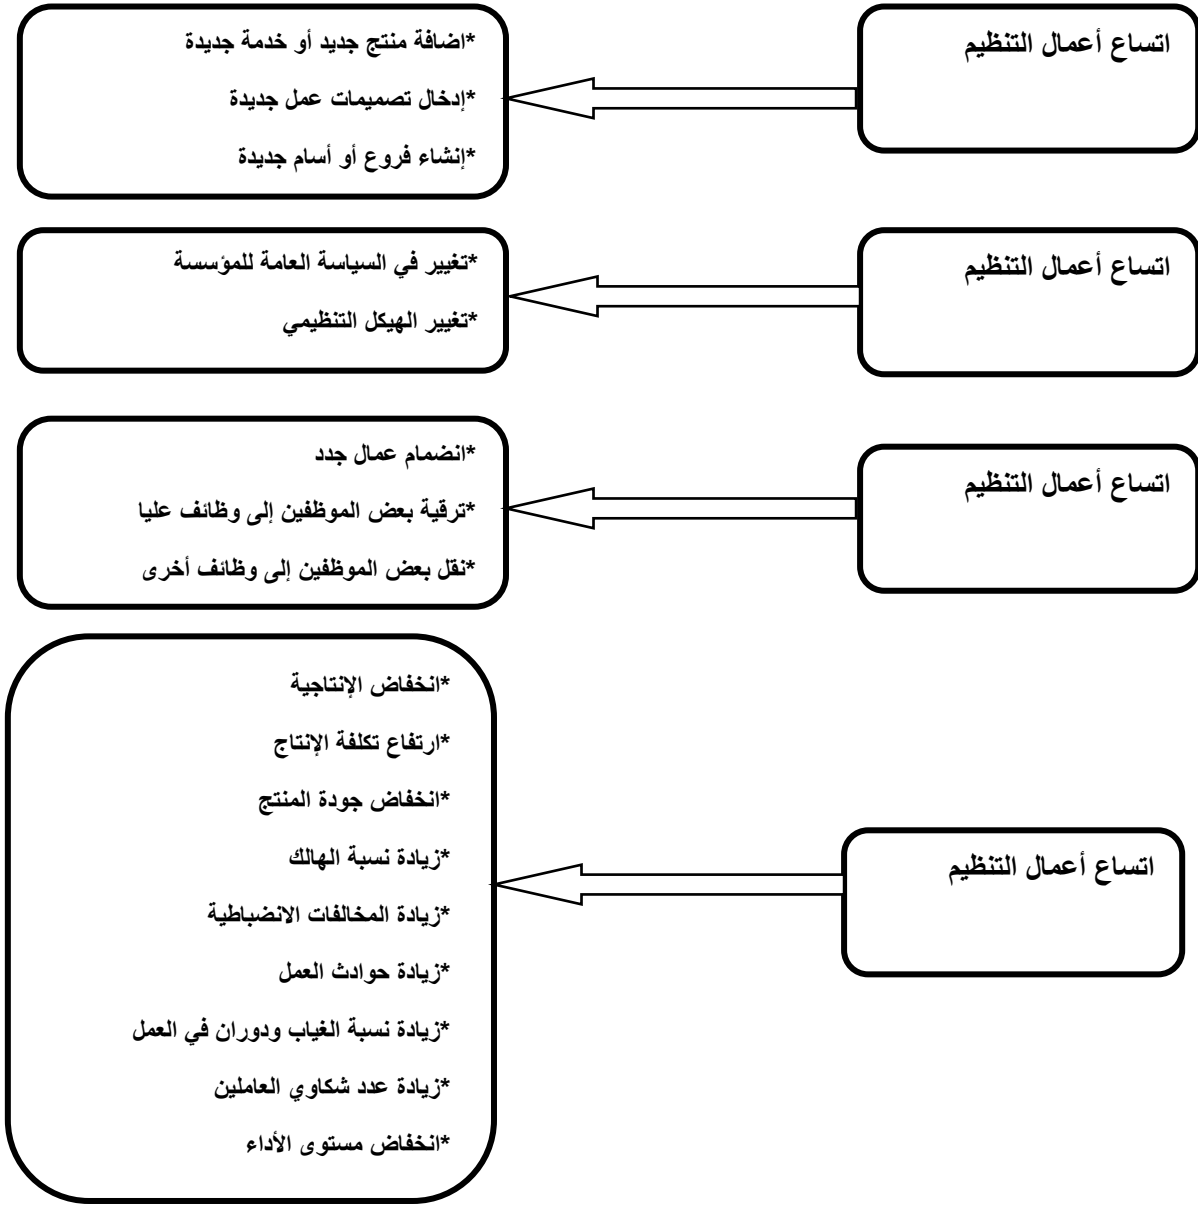 اتساع أعمال التنظيم
*اضافة منتج جديد أو خدمة جديدة
*إدخال تصميمات عمل جديدة
*إنشاء فروع أو أسام جديدة
اتساع أعمال التنظيم
*تغيير في السياسة العامة للمؤسسة
*تغيير الهيكل التنظيمي
اتساع أعمال التنظيم
*انضمام عمال جدد
*ترقية بعض الموظفين إلى وظائف عليا
*نقل بعض الموظفين إلى وظائف أخرى
اتساع أعمال التنظيم
*انخفاض الإنتاجية
*ارتفاع تكلفة الإنتاج
*انخفاض جودة المنتج
*زيادة نسبة الهالك
*زيادة المخالفات الانضباطية
*زيادة حوادث العمل
*زيادة نسبة الغياب ودوران في العمل
*زيادة عدد شكاوي العاملين
*انخفاض مستوى الأداء